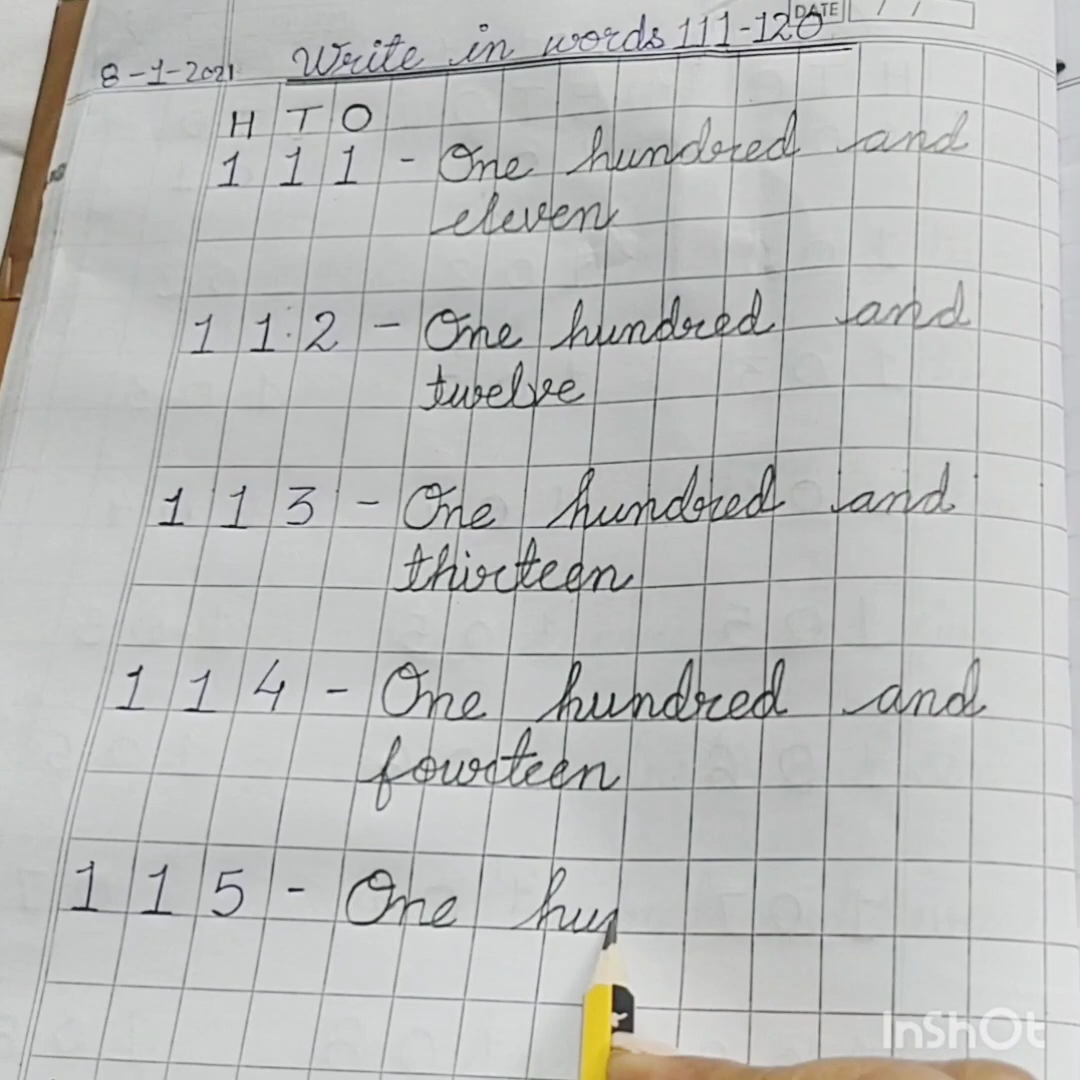 DATE / /
8-1-2021 Write in words 111-120
H T O
1 1 1 - One hundred and
eleven
1 1 2 - One hundred and
twelve
1 1 3 - One hundred and
thirteen
1 1 4 - One hundred and
fourteen
1 1 5 - One hun
InShOt